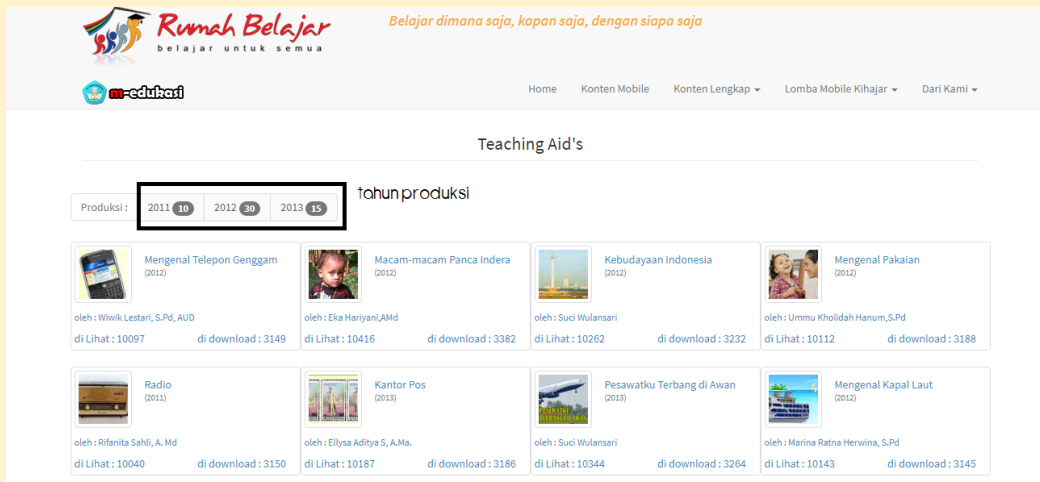 Rumah Belajar
belajar untuk semua
Belajar dimana saja, kapan saja, dengan siapa saja
m-edukasi
Home Konten Mobile Konten Lengkap Lomba Mobile Kihajar Dari Kami
Teaching Aid's
tahun produksi
Produksi : 2011 10 2012 30 2013 15
Mengenal Telepon Genggam
(2012)
oleh : Wiwik Lestari, S.Pd, AUD
di Lihat : 10097 di download : 3149
Macam-macam Panca Indera
(2012)
oleh : Eka Hariyani,AMd
di Lihat : 10416 di download : 3382
Kebudayaan Indonesia
(2012)
oleh : Suci Wulansari
di Lihat : 10262 di download : 3232
Mengenal Pakaian
(2012)
oleh : Ummu Kholidah Hanum,S.Pd
di Lihat : 10112 di download : 3188
Radio
(2011)
oleh : Rifanita Sahli, A. Md
di Lihat : 10040 di download : 3150
Kantor Pos
(2013)
oleh : Ellysa Aditya S, A.Ma.
di Lihat : 10187 di download : 3186
Pesawatku Terbang di Awan
(2013)
PESAWATKU
TERBANG DI AWAN
oleh : Suci Wulansari
di Lihat : 10344 di download : 3264
Mengenal Kapal Laut
(2012)
oleh : Marina Ratna Herwina, S.Pd
di Lihat : 10143 di download : 3145